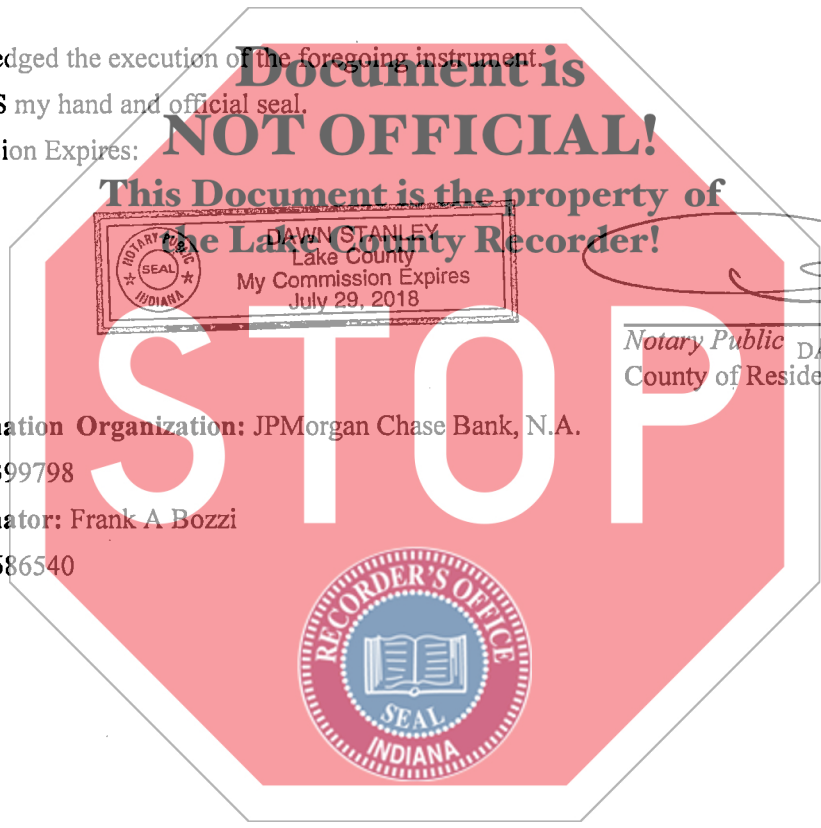 edged the execution of the foregoing instrument.
Document is
S my hand and official seal.
NOT OFFICIAL!
ion Expires:
This Document is the property of
the Lake County Recorder!
NOTARY PUBLIC
SEAL
INDIANA
DAWN STANLEY
Lake County
My Commission Expires
July 29, 2018
STOP
Notary Public DA
County of Reside
ation Organization: JPMorgan Chase Bank, N.A.
399798
ator: Frank A Bozzi
686540
RECORDER'S OFFICE
SEAL
INDIANA